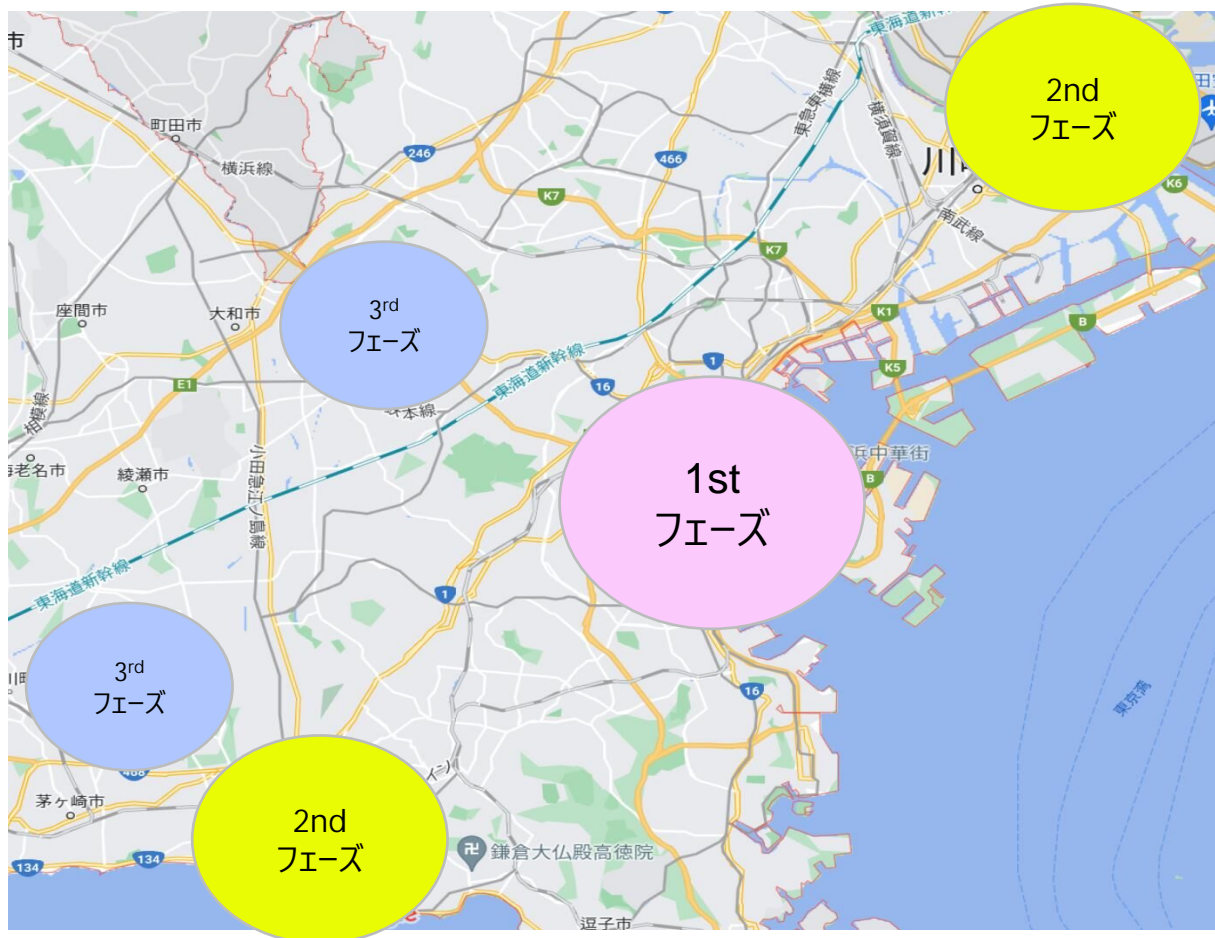 市
東海道新幹線
2nd
フェーズ
町田市
横浜線
246
東急東横線
横須賀線
466
K7
川
K6
南武線
K7
座間市
大和市
3rd
フェーズ
K1
B
東海道新幹線
E1
1
K5
16
相模線
本線
1st
フェーズ
浜中華街
海老名市
綾瀬市
小田急江ノ島線
B
東海道新幹線
1
3rd
フェーズ
川町
16
東京湾
468
茅ヶ崎市
イン
2nd
フェーズ
鎌倉大仏殿高徳院
134
134
逗子市